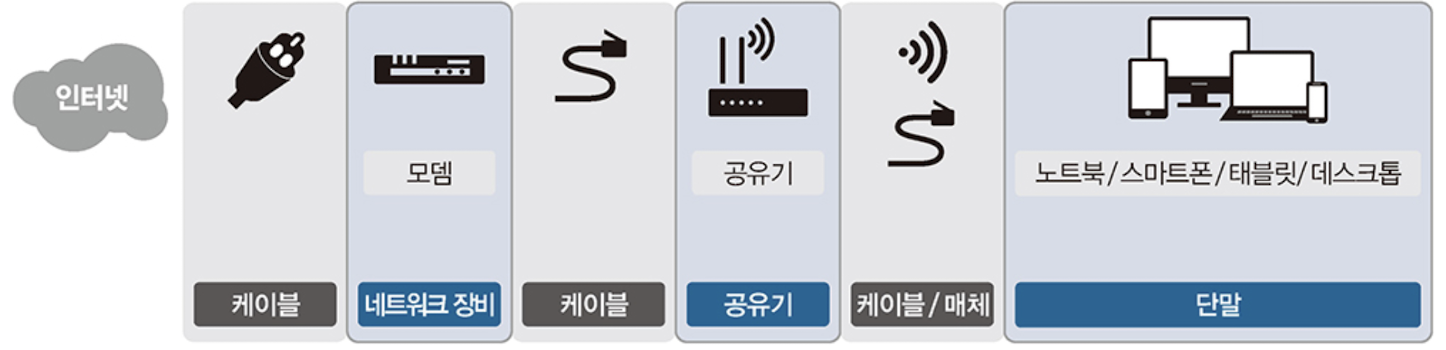 인터넷
모뎀
공유기
노트북/스마트폰/태블릿/데스크톱
케이블
네트워크 장비
케이블
공유기
케이블/매체
단말